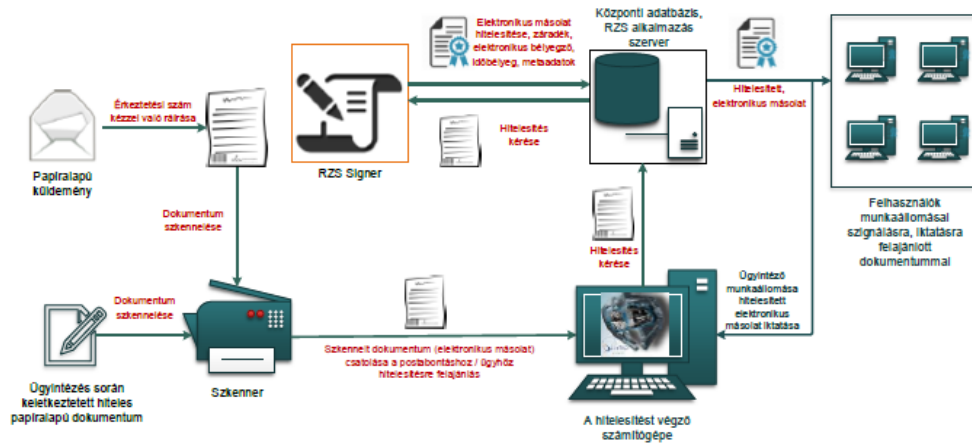 Elektronikus másolat
hitelesítése, záradék,
elektronikus bélyegző,
időbélyeg, metaadatok
Központi adatbázis,
RZS alkalmazás
szerver
Érkeztetési szám
kézzel való ráírása
Hitelesítés
kérése
Hitelesített,
elektronikus másolat
Papíralapú
küldemény
RZS Signer
Felhasználók
munkaállomásai
szignálásra, iktatásra
felajánlott
dokumentummal
Dokumentum
szkennelése
Hitelesítés
kérése
Ügyintéző
munkaállomása
hitelesített
elektronikus
másolat iktatása
Dokumentum
szkennelése
Szkennelt dokumentum (elektronikus másolat)
csatolása a postabontáshoz / ügyhöz
hitelesítésre felajánlás
Szkenner
Ügyintézés során
keletkeztetett hiteles
papíralapú dokumentum
A hitelesítést végző
számítógépe